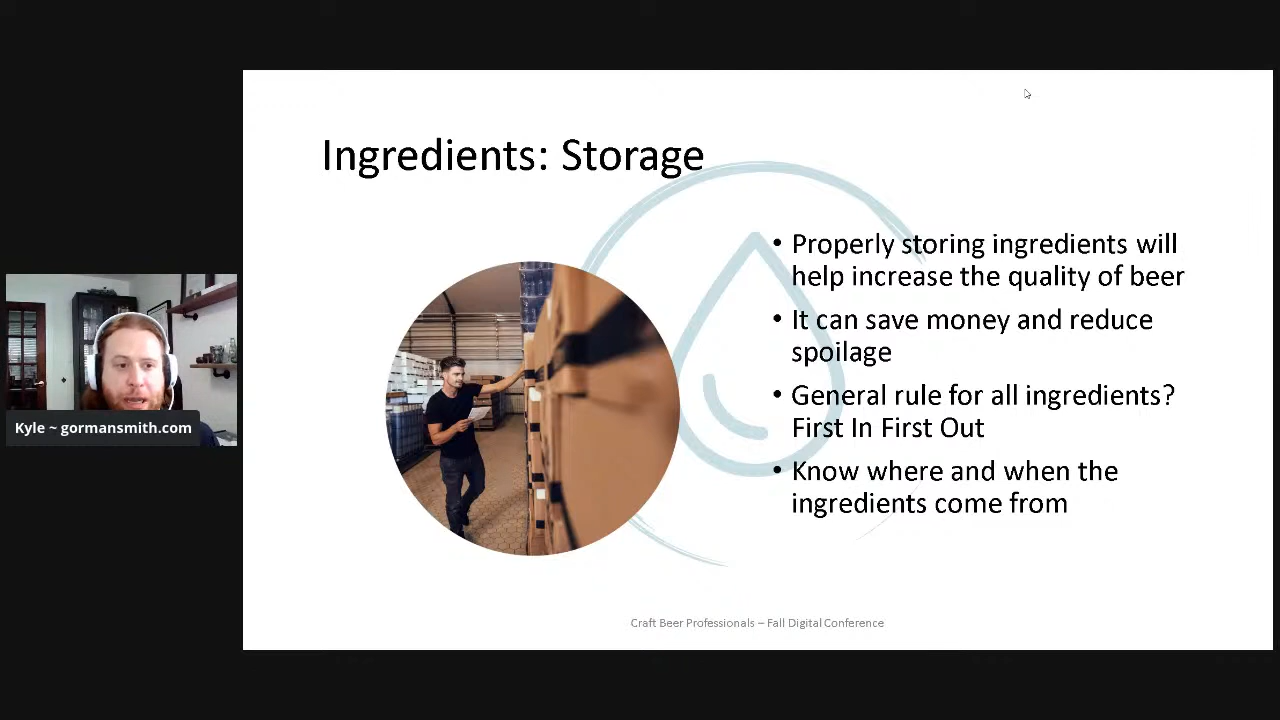 Ingredients: Storage
• Properly storing ingredients will
help increase the quality of beer
• It can save money and reduce
spoilage
• General rule for all ingredients?
First In First Out
• Know where and when the
ingredients come from
Kyle ~ gormansmith.com
Craft Beer Professionals – Fall Digital Conference